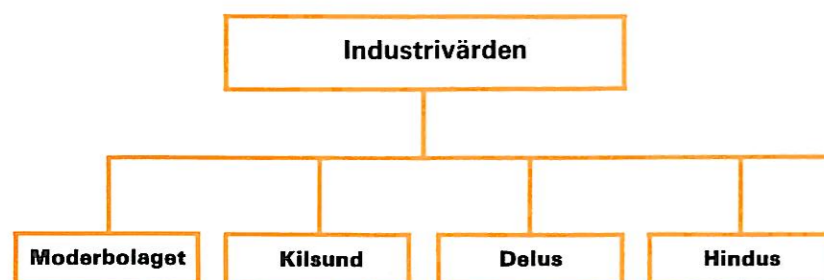 Industrivärden
Moderbolaget
Kilsund
Delus
Hindus